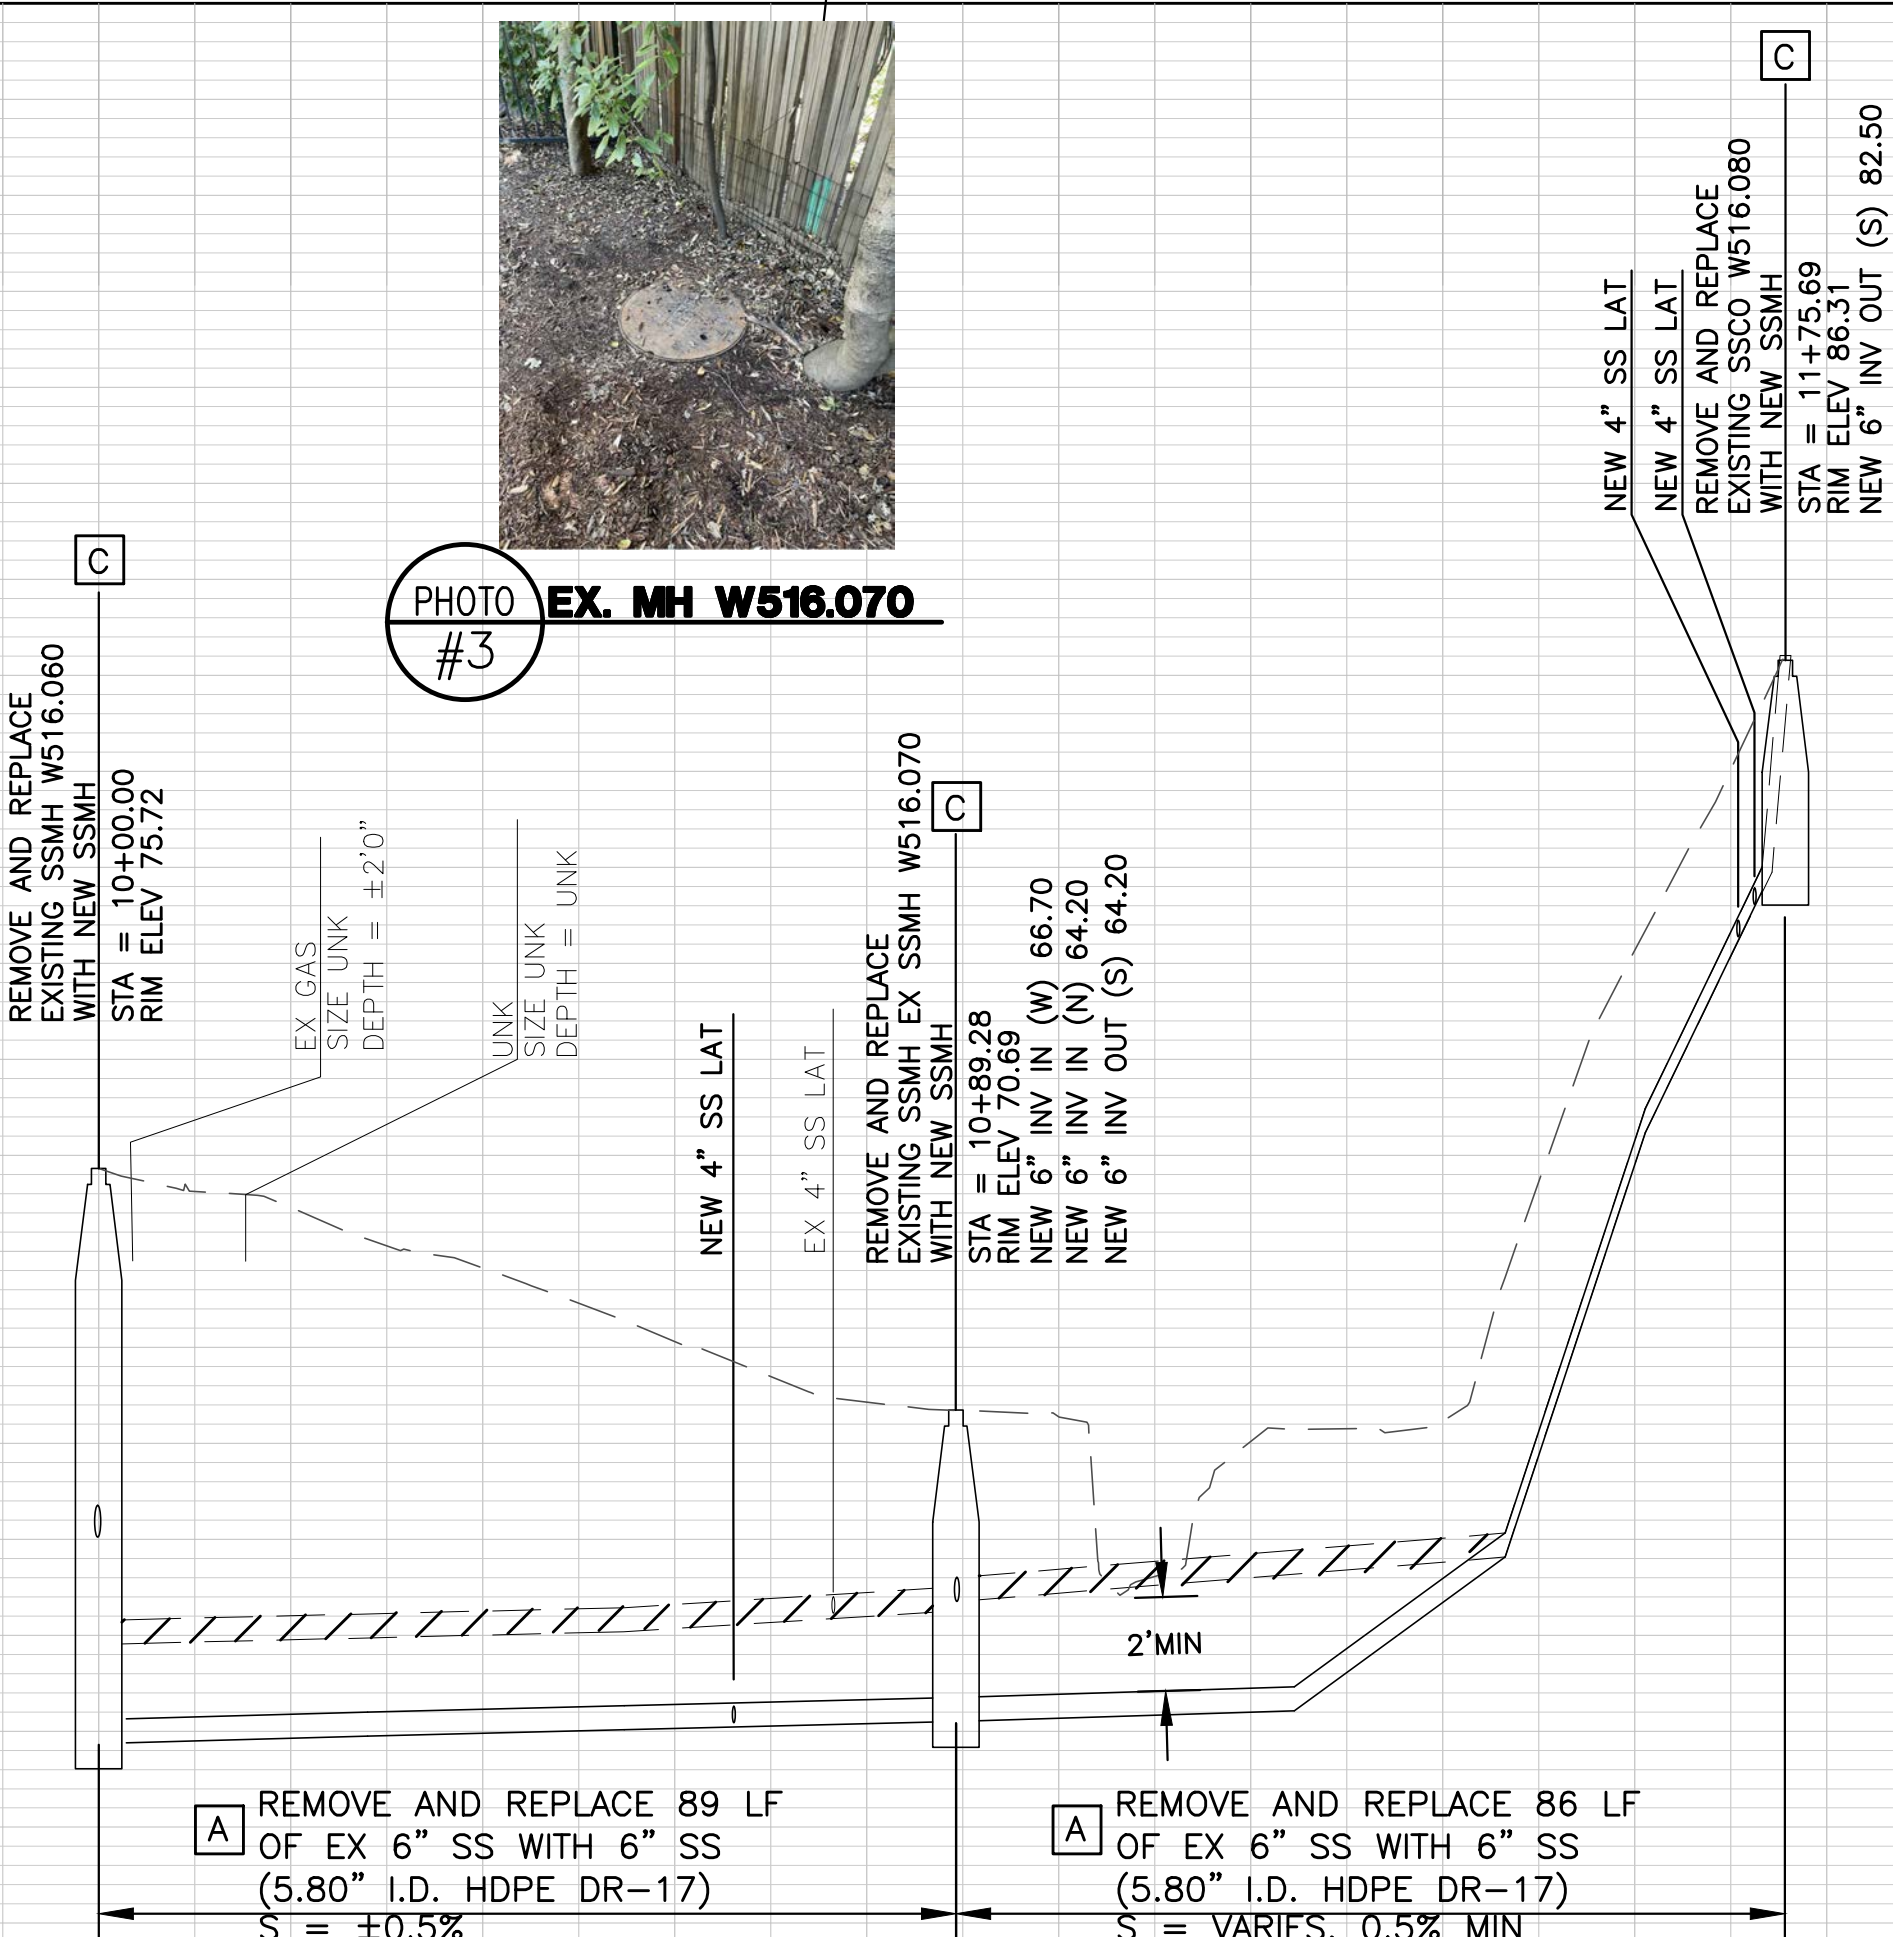 C
NEW 4" SS LAT
NEW 4" SS LAT
REMOVE AND REPLACE
EXISTING SSCO W516.080
WITH NEW SSMH
STA = 11+75.69
RIM ELEV 86.31
NEW 6" INV OUT (S) 82.50
PHOTO
#3
EX. MH W516.070
C
REMOVE AND REPLACE
EXISTING SSMH W516.060
WITH NEW SSMH
STA = 10+00.00
RIM ELEV 75.72
EX GAS
SIZE UNK
DEPTH = ±2'0"
UNK
SIZE UNK
DEPTH = UNK
NEW 4" SS LAT
EX 4" SS LAT
C
REMOVE AND REPLACE
EXISTING SSMH EX SSMH W516.070
WITH NEW SSMH
STA = 10+89.28
RIM ELEV 70.69
NEW 6" INV IN (W) 66.70
NEW 6" INV IN (N) 64.20
NEW 6" INV OUT (S) 64.20
2'MIN
A
REMOVE AND REPLACE 89 LF
OF EX 6" SS WITH 6" SS
(5.80" I.D. HDPE DR-17)
S = ±0.5%
A
REMOVE AND REPLACE 86 LF
OF EX 6" SS WITH 6" SS
(5.80" I.D. HDPE DR-17)
S = VARIES, 0.5% MIN